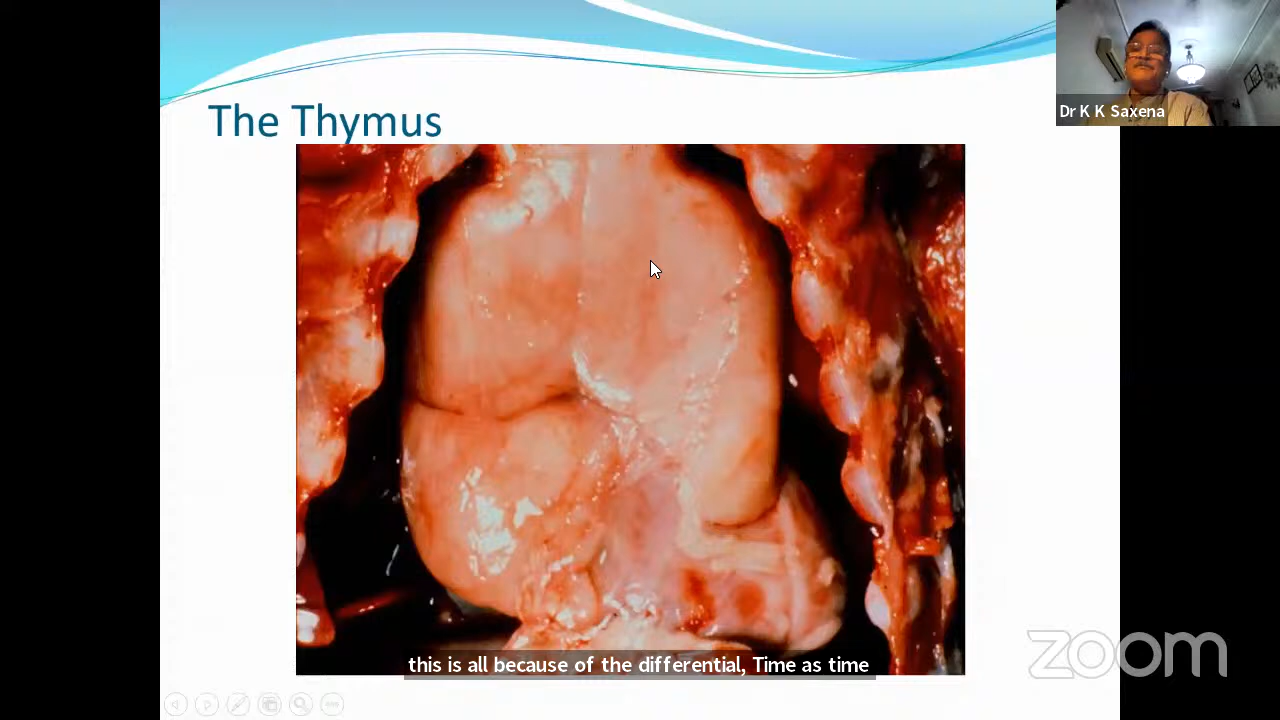 The Thymus
Dr K K Saxena
this is all because of the differential, Time as time
zoom